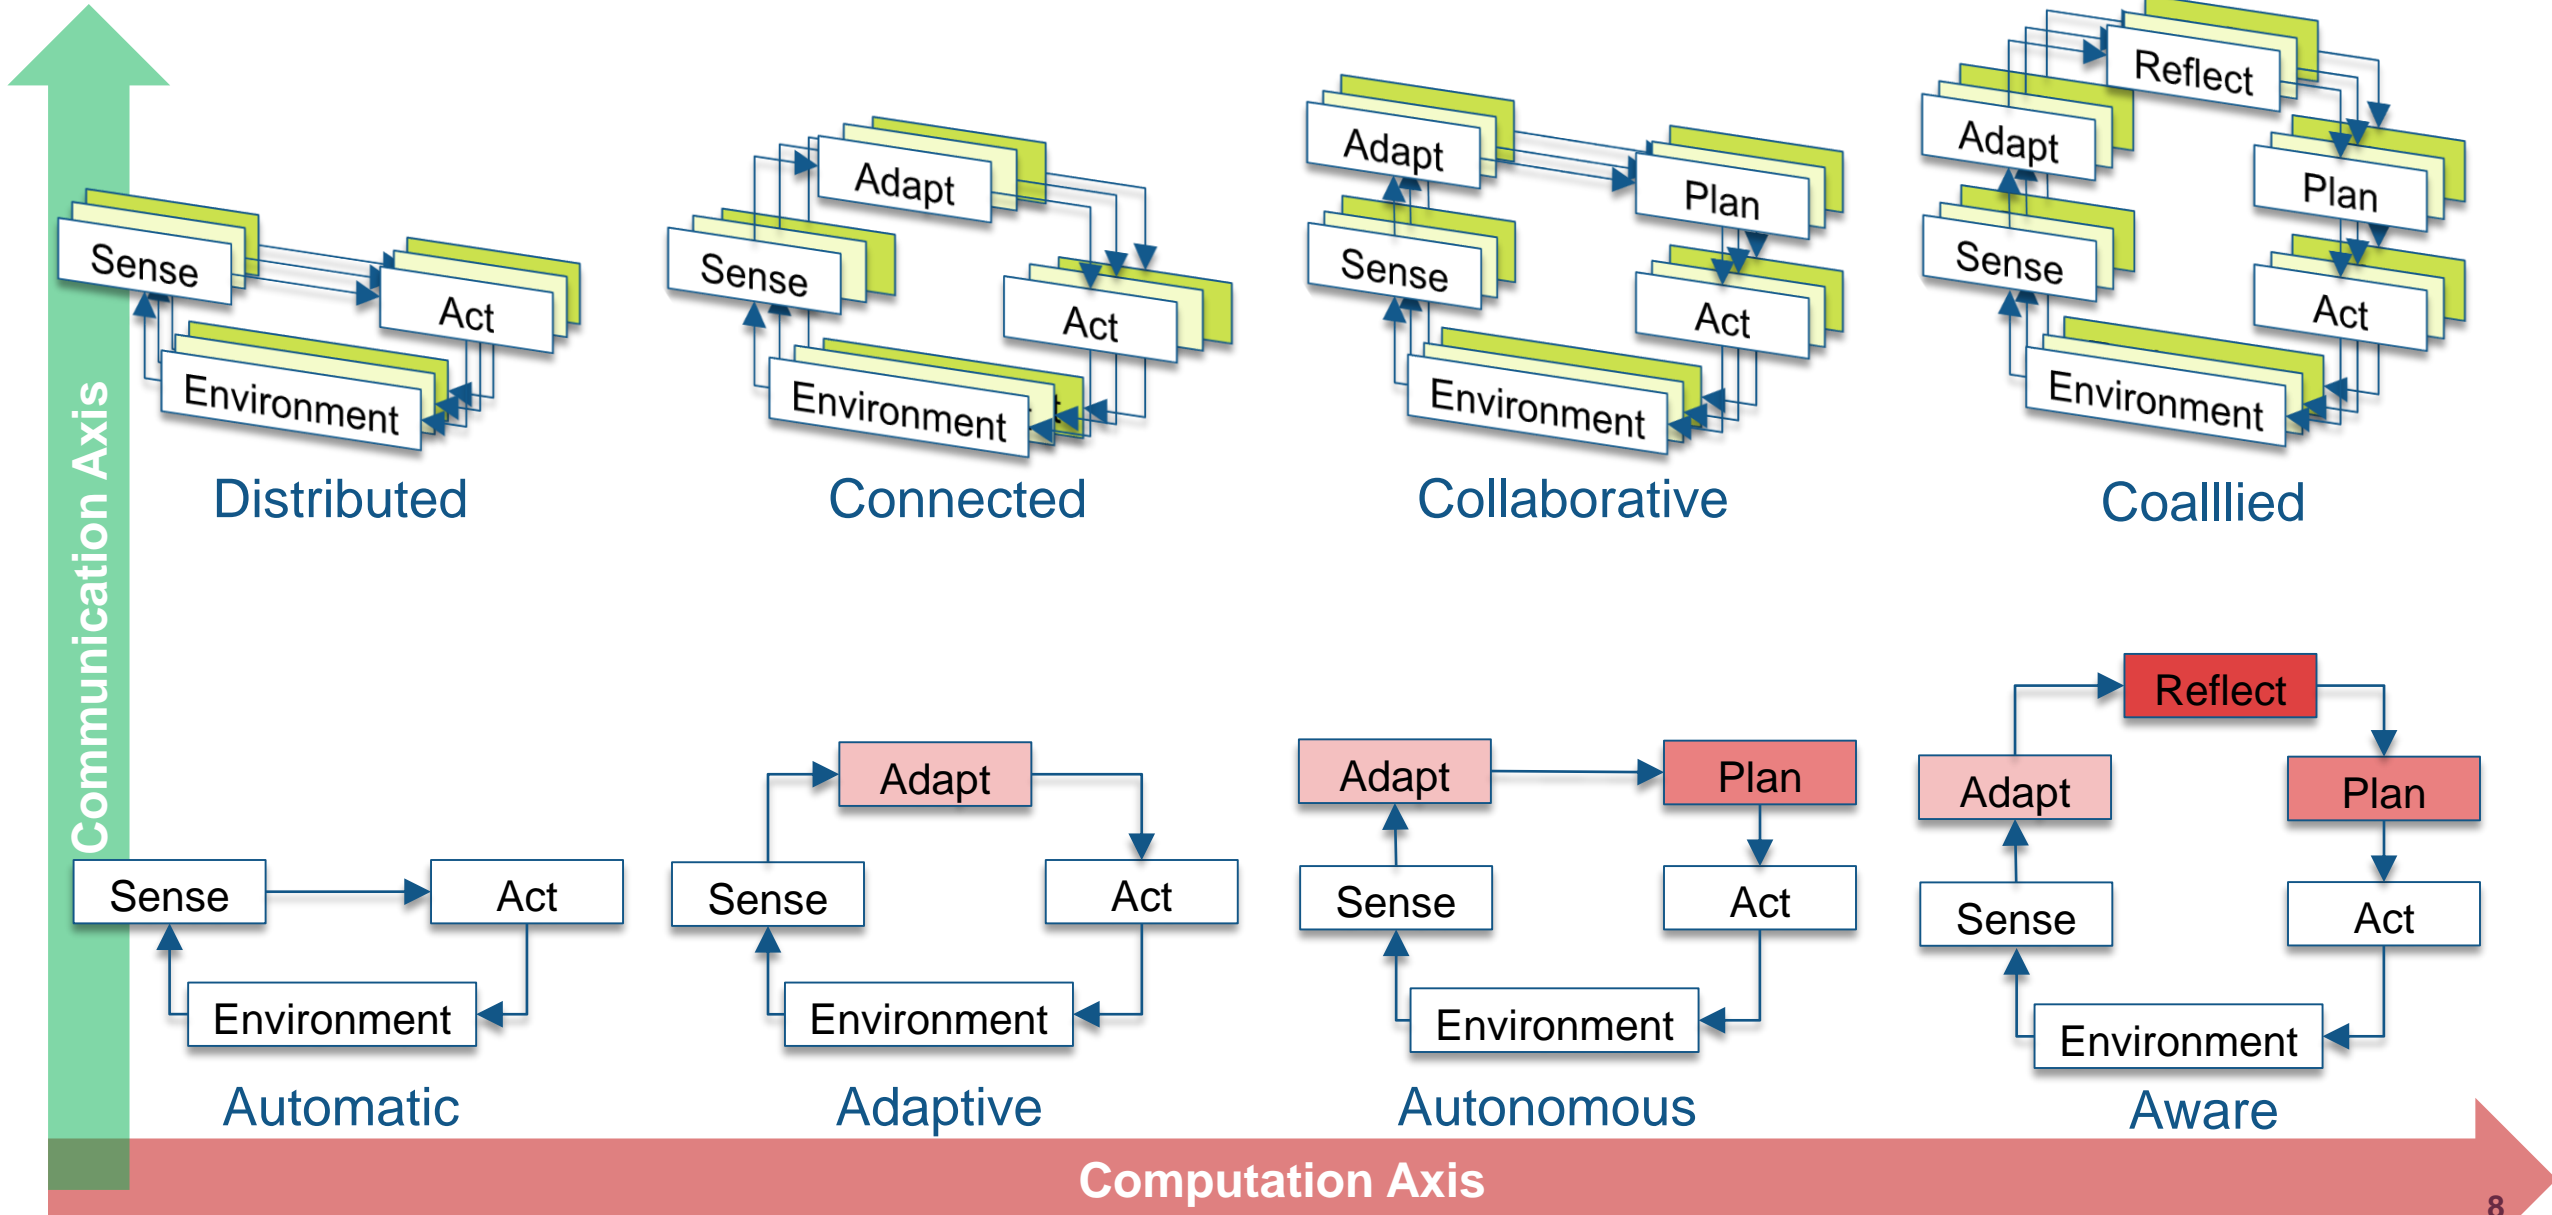 Communication Axis
Sense
Act
Environment
Distributed
Sense
Adapt
Act
Environment
Connected
Adapt
Plan
Sense
Act
Environment
Collaborative
Reflect
Adapt
Plan
Sense
Act
Environment
Coalllied
Sense
Act
Environment
Automatic
Adapt
Sense
Act
Environment
Adaptive
Adapt
Plan
Sense
Act
Environment
Autonomous
Reflect
Adapt
Plan
Sense
Act
Environment
Aware
Computation Axis
8